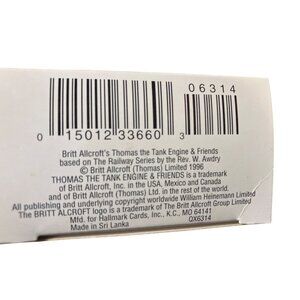 06314
0 15012 33660 3
Britt Allcroft's Thomas the Tank Engine & Friends
based on The Railway Series by the Rev. W. Awdry
© Britt Allcroft (Thomas) Limited 1996
THOMAS THE TANK ENGINE & FRIENDS is a trademark
of Britt Allcroft, Inc. in the USA, Mexico and Canada
and of Britt Allcroft (Thomas) Ltd. in the rest of the world.
All publishing and underlying copyright worldwide William Heinemann Limited
The BRITT ALCROFT logo is a trademark of The Britt Allcroft Group Limited
Mfd. for Hallmark Cards, Inc., K.C., MO 64141
Made in Sri Lanka QX6314